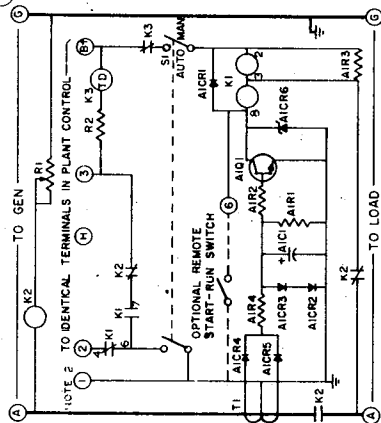 G
G
TO GEN
R1
K2
A
A
TO IDENTICAL TERMINALS IN PLANT CONTROL
B+
H
3
2
1
NOTE 2
K3
TD
K3
R2
S1
AUTO
MAN
K2
K1
7
4
K1
6
OPTIONAL REMOTE
START-RUN SWITCH
6
A1CR1
2
K1
3
8
A1R3
A1CR6
A1Q1
A1R2
A1R1
+
A1C1
A1R4
A1CR3
A1CR2
A1CR4
A1CR5
T1
K2
K2
TO LOAD